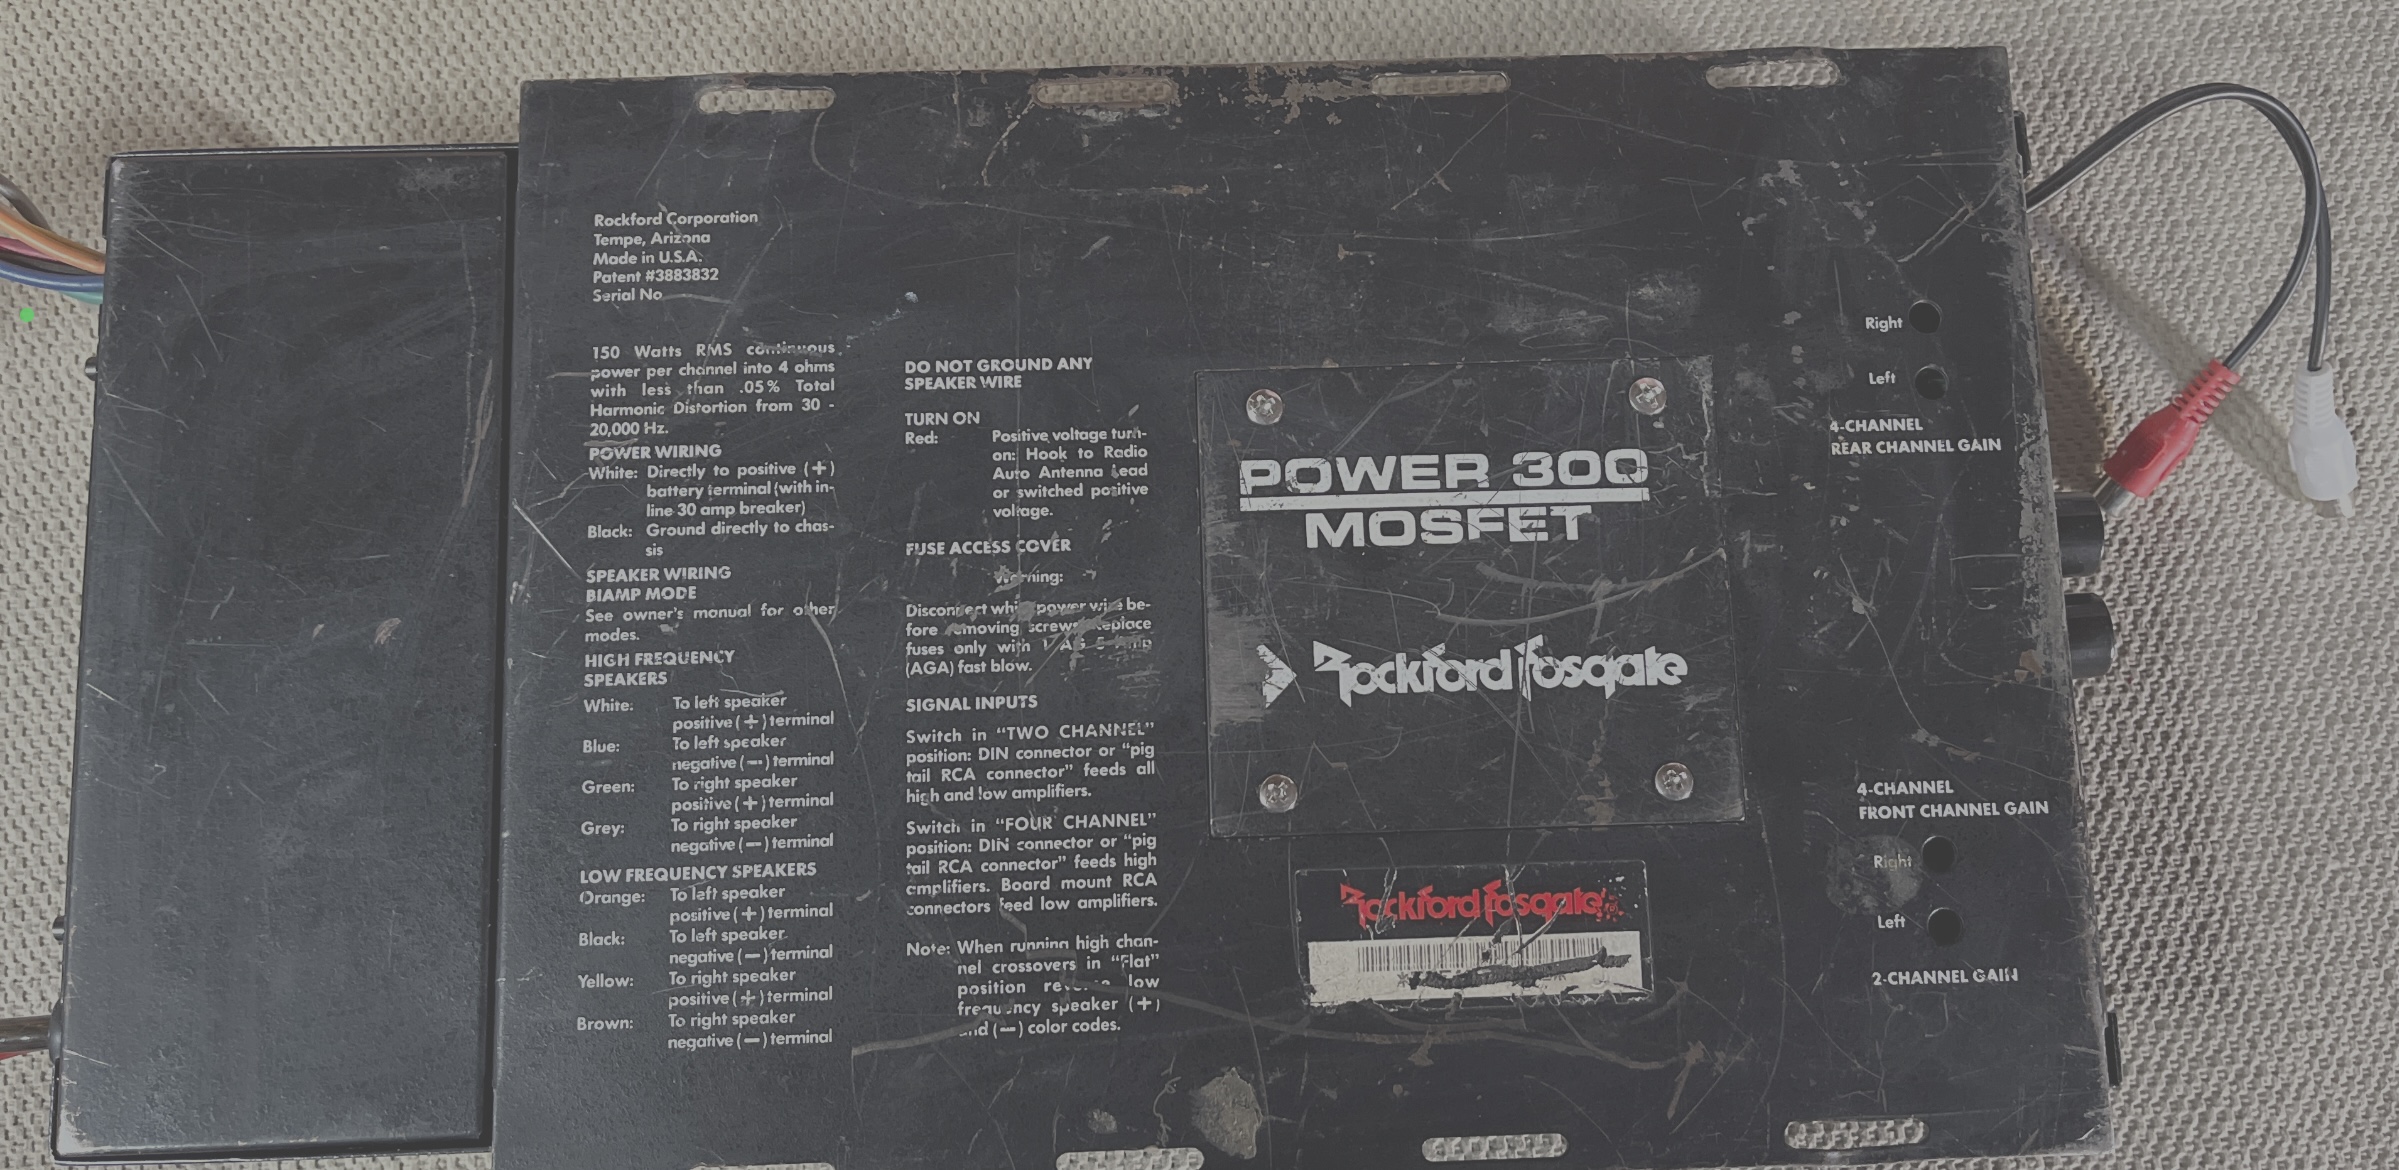 Rockford Corporation
Tempe, Arizona
Made in U.S.A.
Patent #3883832
Serial No
150 Watts RMS continuous
power per channel into 4 ohms
with less than .05% Total
Harmonic Distortion from 30 -
20,000 Hz.
POWER WIRING
White: Directly to positive (+)
battery terminal (with in-
line 30 amp breaker)
Black: Ground directly to chas-
sis
SPEAKER WIRING
BIAMP MODE
See owner's manual for other
modes.
HIGH FREQUENCY
SPEAKERS
White: To left speaker
positive (+) terminal
Blue: To left speaker
negative (—) terminal
Green: To right speaker
positive (+) terminal
Grey: To right speaker
negative (—) terminal
LOW FREQUENCY SPEAKERS
Orange: To left speaker
positive (+) terminal
Black: To left speaker
negative (—) terminal
Yellow: To right speaker
positive (+) terminal
Brown: To right speaker
negative (—) terminal
DO NOT GROUND ANY
SPEAKER WIRE
TURN ON
Red: Positive voltage turn-
on: Hook to Radio
Auto Antenna Lead
or switched positive
voltage.
FUSE ACCESS COVER
Warning:
Disconnect white power wire be-
fore removing screws. Replace
fuses only with
(AGA) fast blow.
SIGNAL INPUTS
Switch in “TWO CHANNEL”
position: DIN connector or “pig
tail RCA connector” feeds all
high and low amplifiers.
Switch in “FOUR CHANNEL”
position: DIN connector or “pig
tail RCA connector” feeds high
amplifiers. Board mount RCA
connectors feed low amplifiers.
Note: When running high chan-
nel crossovers in “Flat”
position reverse low
frequency speaker (+)
and (—) color codes.
POWER 300
MOSFET
Rockford Fosgate
Rockford Fosgate
Right
Left
4-CHANNEL
REAR CHANNEL GAIN
4-CHANNEL
FRONT CHANNEL GAIN
Right
Left
2-CHANNEL GAIN